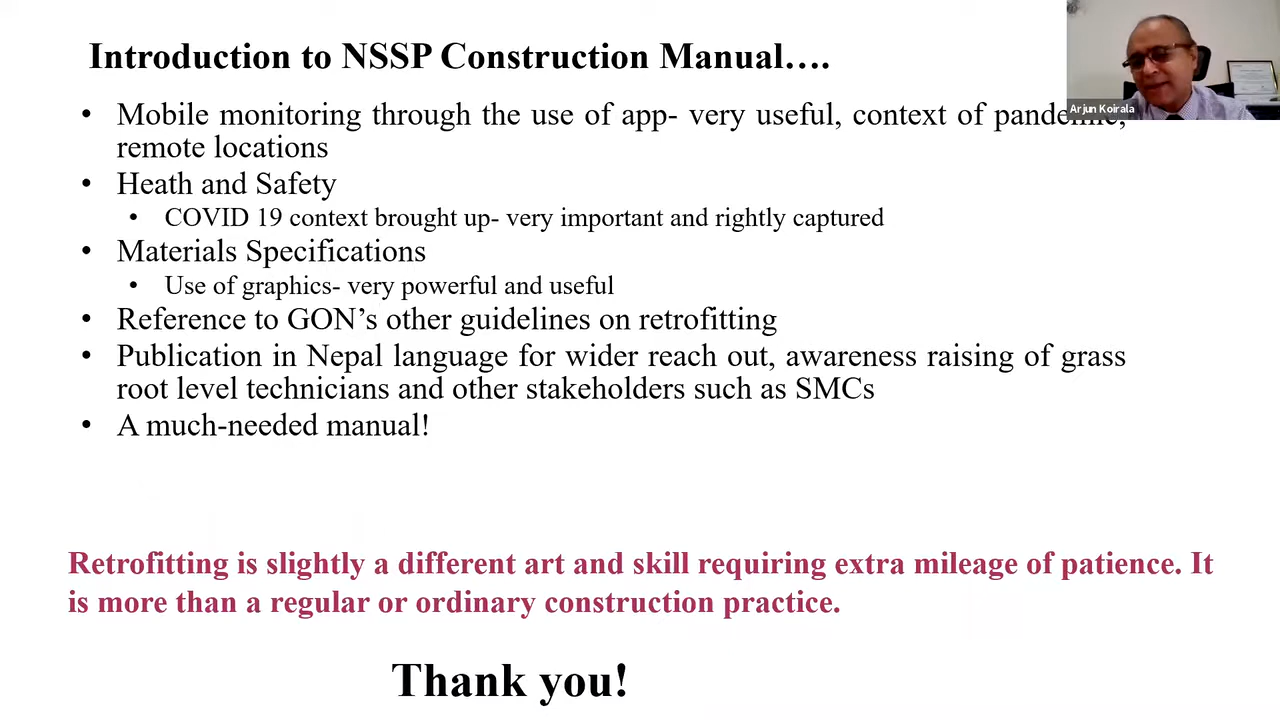 Introduction to NSSP Construction Manual….
Arjun Koirala
• Mobile monitoring through the use of app- very useful, context of pandemic,
remote locations
• Heath and Safety
• COVID 19 context brought up- very important and rightly captured
• Materials Specifications
• Use of graphics- very powerful and useful
• Reference to GON’s other guidelines on retrofitting
• Publication in Nepal language for wider reach out, awareness raising of grass
root level technicians and other stakeholders such as SMCs
• A much-needed manual!
Retrofitting is slightly a different art and skill requiring extra mileage of patience. It
is more than a regular or ordinary construction practice.
Thank you!